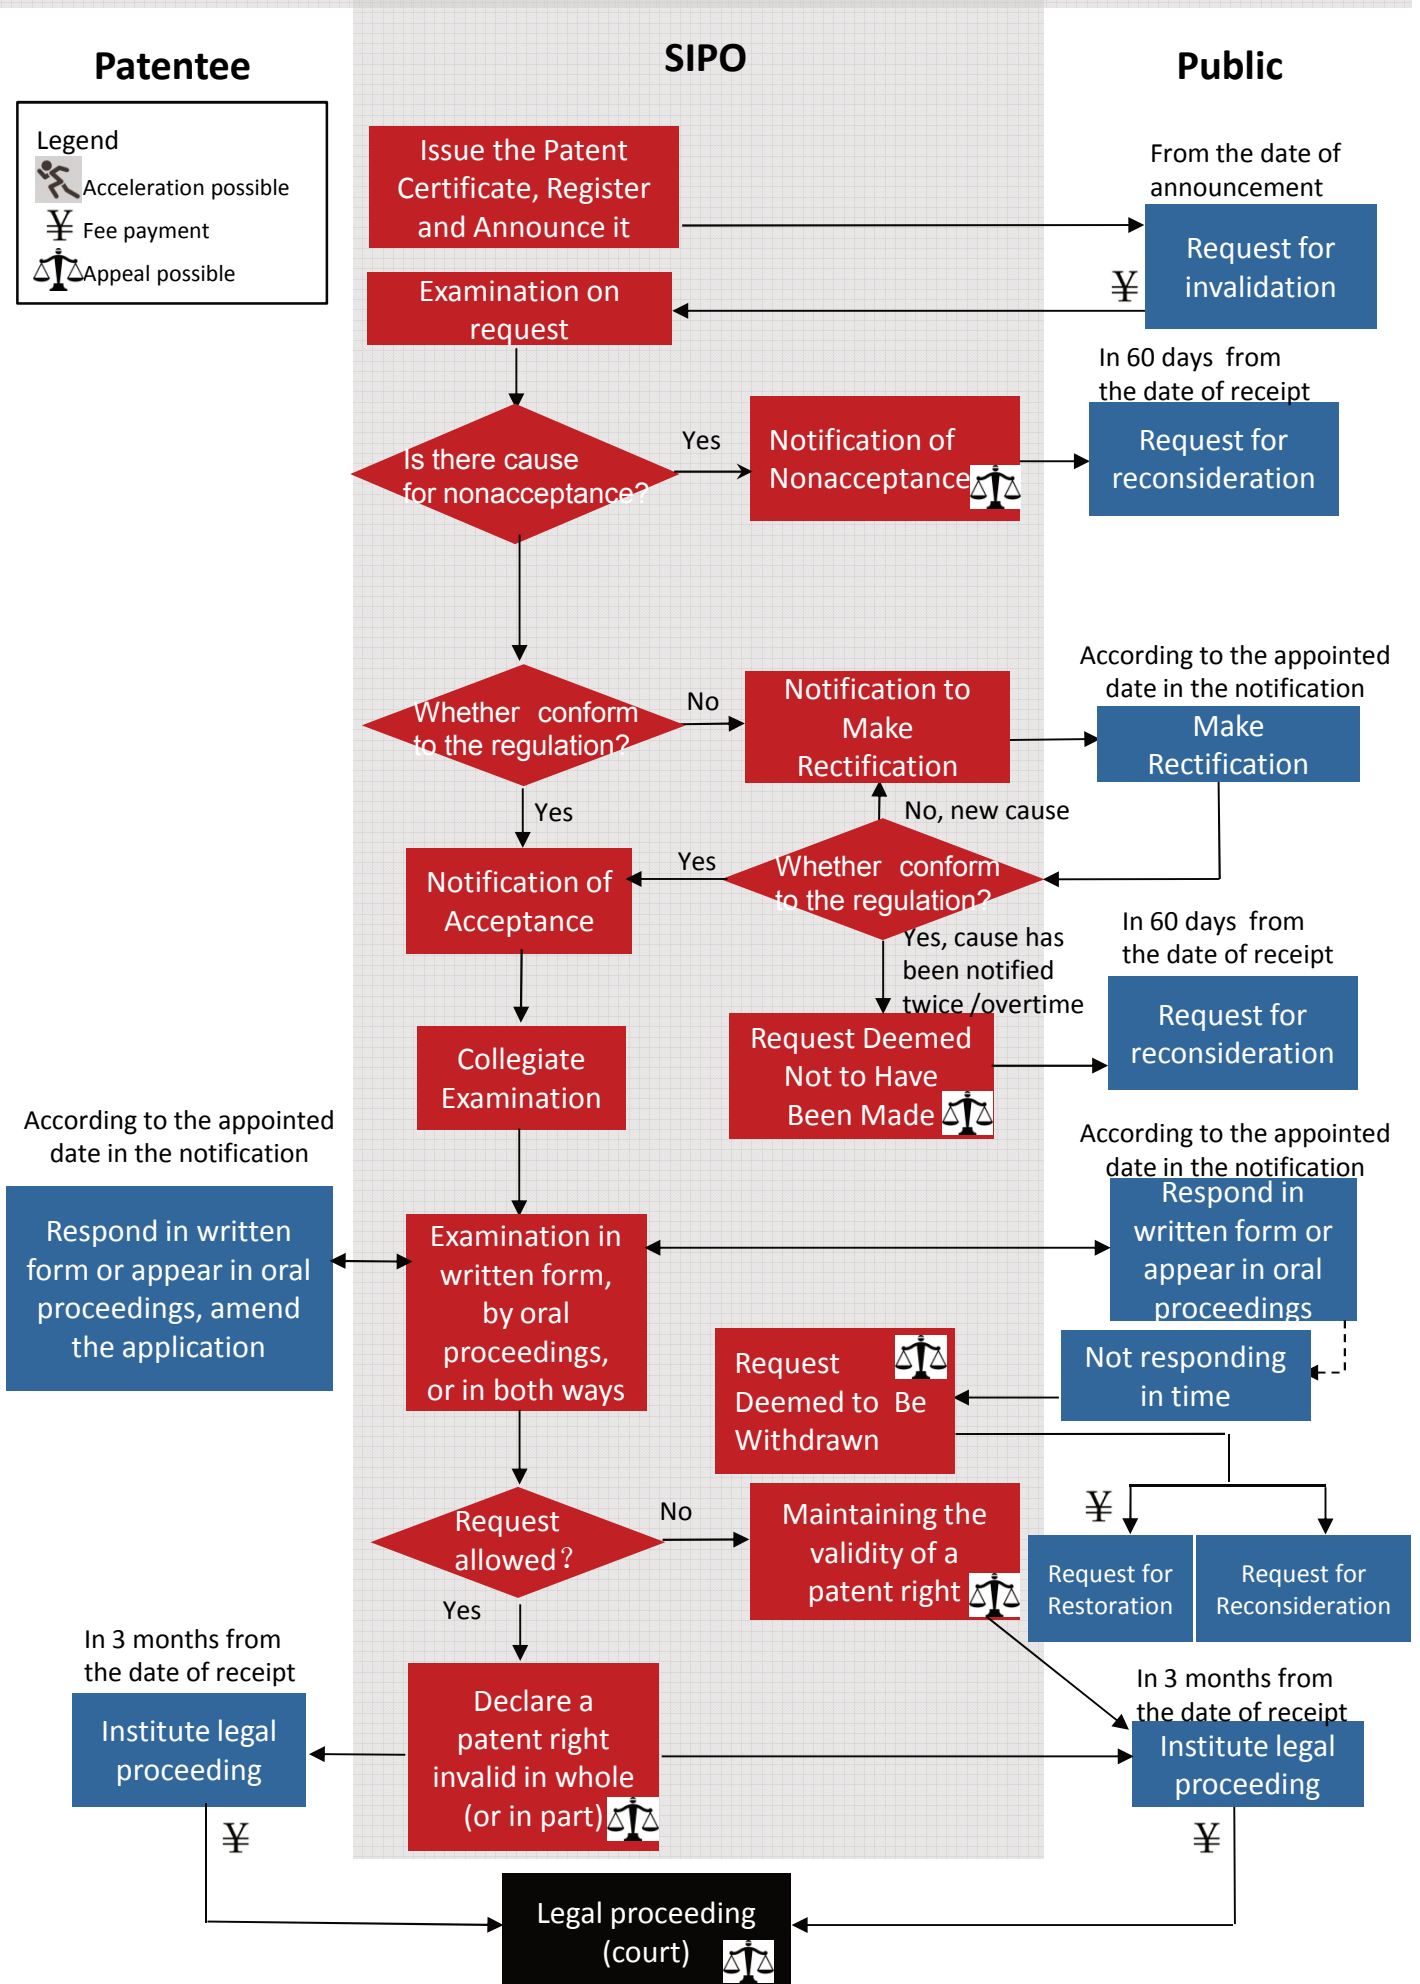 Patentee
SIPO
Public
Legend
Acceleration possible
¥ Fee payment
Appeal possible
Issue the Patent
Certificate, Register
and Announce it
From the date of
announcement
Request for
invalidation
¥
Examination on
request
In 60 days from
the date of receipt
Is there cause
for nonacceptance?
Yes
Notification of
Nonacceptance
Request for
reconsideration
According to the appointed
date in the notification
Whether conform
to the regulation?
No
Notification to
Make
Rectification
Make
Rectification
Yes
No, new cause
Notification of
Acceptance
Yes
Whether conform
to the regulation?
Yes, cause has
been notified
twice /overtime
In 60 days from
the date of receipt
Collegiate
Examination
Request Deemed
Not to Have
Been Made
Request for
reconsideration
According to the appointed
date in the notification
According to the appointed
date in the notification
Respond in written
form or appear in oral
proceedings, amend
the application
Examination in
written form,
by oral
proceedings,
or in both ways
Respond in
written form or
appear in oral
proceedings
Request
Deemed to Be
Withdrawn
Not responding
in time
Request
allowed?
No
Maintaining the
validity of a
patent right
¥
Request for
Restoration
Request for
Reconsideration
Yes
In 3 months from
the date of receipt
In 3 months from
the date of receipt
Institute legal
proceeding
Declare a
patent right
invalid in whole
(or in part)
Institute legal
proceeding
¥
¥
Legal proceeding
(court)